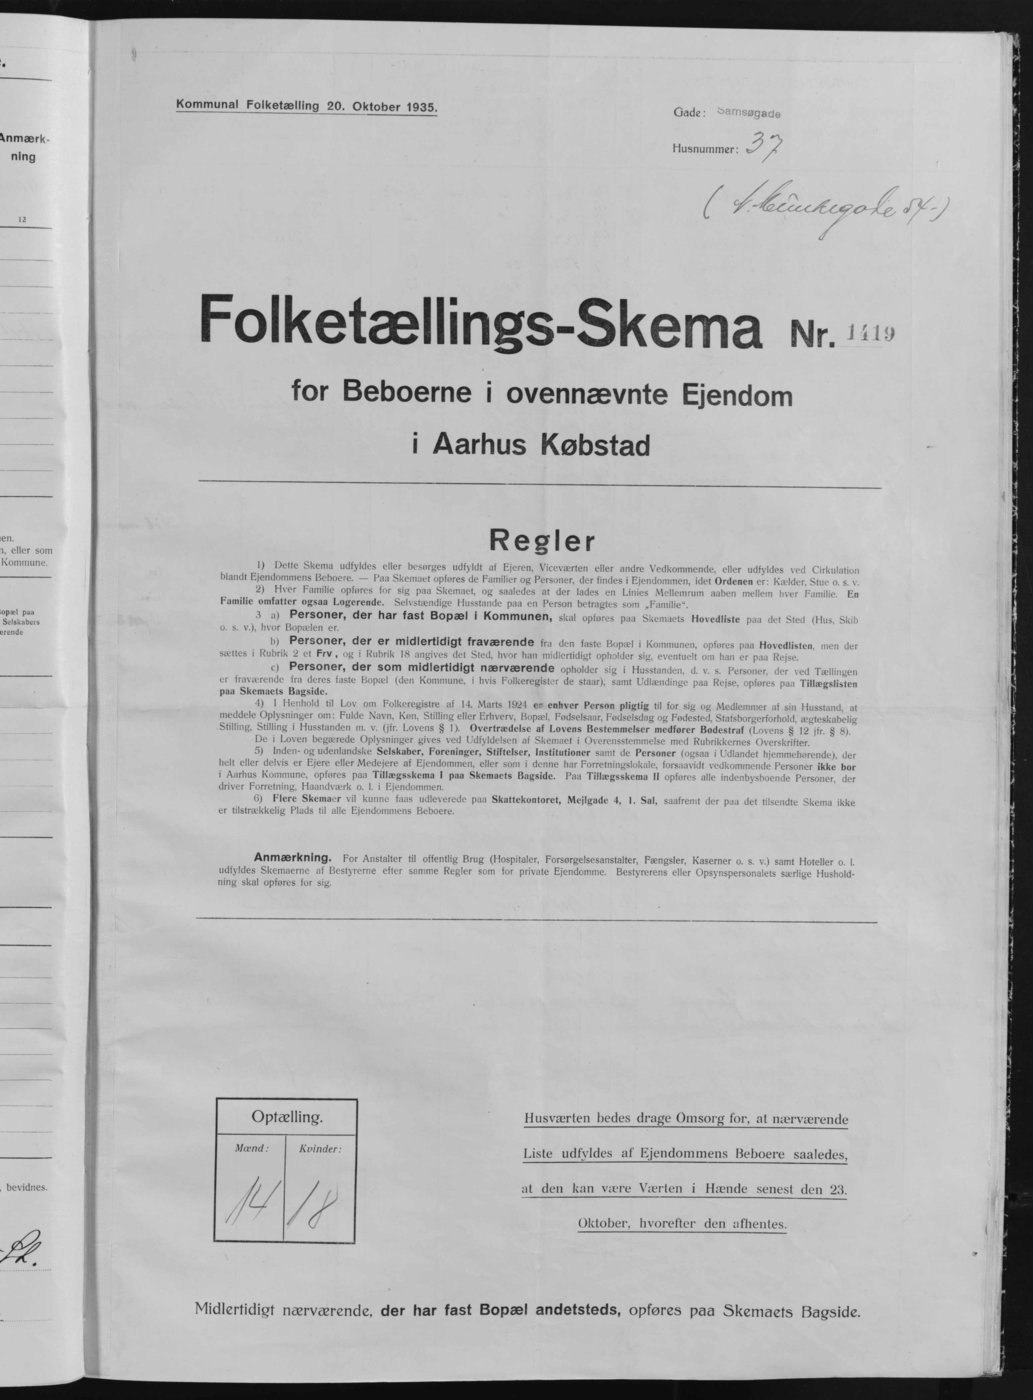 Anmærk-
ning
12
en.
n, eller som
Kommune.
opæl paa
Selskabers
erende
, bevidnes.
Kommunal Folketælling 20. Oktober 1935.
Gade: Samsøgade
Husnummer: 37
(N. Munkegade 54-)
Folketællings-Skema Nr. 1419
for Beboerne i ovennævnte Ejendom
i Aarhus Købstad
Regler
1) Dette Skema udfyldes eller besørges udfyldt af Ejeren, Viceværten eller andre Vedkommende, eller udfyldes ved Cirkulation
blandt Ejendommens Beboere. — Paa Skemaet opføres de Familier og Personer, der findes i Ejendommen, idet Ordenen er: Kælder, Stue o. s. v.
2) Hver Familie opføres for sig paa Skemaet, og saaledes at der lades en Linies Mellemrum aaben mellem hver Familie. En
Familie omfatter ogsaa Logerende. Selvstændige Husstande paa en Person betragtes som „Familie“.
3 a) Personer, der har fast Bopæl i Kommunen, skal opføres paa Skemaets Hovedliste paa det Sted (Hus, Skib
o. s. v.), hvor Bopælen er.
b) Personer, der er midlertidigt fraværende fra den faste Bopæl i Kommunen, opføres paa Hovedlisten, men der
sættes i Rubrik 2 et Frv, og i Rubrik 18 angives det Sted, hvor han midlertidigt opholder sig, eventuelt om han er paa Rejse.
c) Personer, der som midlertidigt nærværende opholder sig i Husstanden, d. v. s. Personer, der ved Tællingen
er fraværende fra deres faste Bopæl (den Kommune, i hvis Folkeregister de staar), samt Udlændinge paa Rejse, opføres paa Tillægslisten
paa Skemaets Bagside.
4) I Henhold til Lov om Folkeregistre af 14. Marts 1924 er enhver Person pligtig til for sig og Medlemmer af sin Husstand, at
meddele Oplysninger om: Fulde Navn, Køn, Stilling eller Erhverv, Bopæl, Fødselsaar, Fødselsdag og Fødested, Statsborgerforhold, ægteskabelig
Stilling, Stilling i Husstanden m. v. (jfr. Lovens § 1). Overtrædelse af Lovens Bestemmelser medfører Bødestraf (Lovens § 12 jfr. § 8).
De i Loven begærede Oplysninger gives ved Udfyldelsen af Skemaet i Overensstemmelse med Rubrikkernes Overskrifter.
5) Inden- og udenlandske Selskaber, Foreninger, Stiftelser, Institutioner samt de Personer (ogsaa i Udlandet hjemmehørende), der
helt eller delvis er Ejere eller Medejere af Ejendommen, eller som i denne har Forretningslokale, forsaavidt vedkommende Personer ikke bor
i Aarhus Kommune, opføres paa Tillægsskema I paa Skemaets Bagside. Paa Tillægsskema II opføres alle indenbysboende Personer, der
driver Forretning, Haandværk o. l. i Ejendommen.
6) Flere Skemaer vil kunne faas udleverede paa Skattekontoret, Mejlgade 4, 1. Sal, saafremt der paa det tilsendte Skema ikke
er tilstrækkelig Plads til alle Ejendommens Beboere.
Anmærkning. For Anstalter til offentlig Brug (Hospitaler, Forsørgelsesanstalter, Fængsler, Kaserner o. s. v.) samt Hoteller o. l.
udfyldes Skemaerne af Bestyrerne efter samme Regler som for private Ejendomme. Bestyrerens eller Opsynspersonalets særlige Hushold-
ning skal opføres for sig.
Optælling.
Mænd: Kvinder:
14 18
Husværten bedes drage Omsorg for, at nærværende
Liste udfyldes af Ejendommens Beboere saaledes,
at den kan være Værten i Hænde senest den 23.
Oktober, hvorefter den afhentes.
Midlertidigt nærværende, der har fast Bopæl andetsteds, opføres paa Skemaets Bagside.